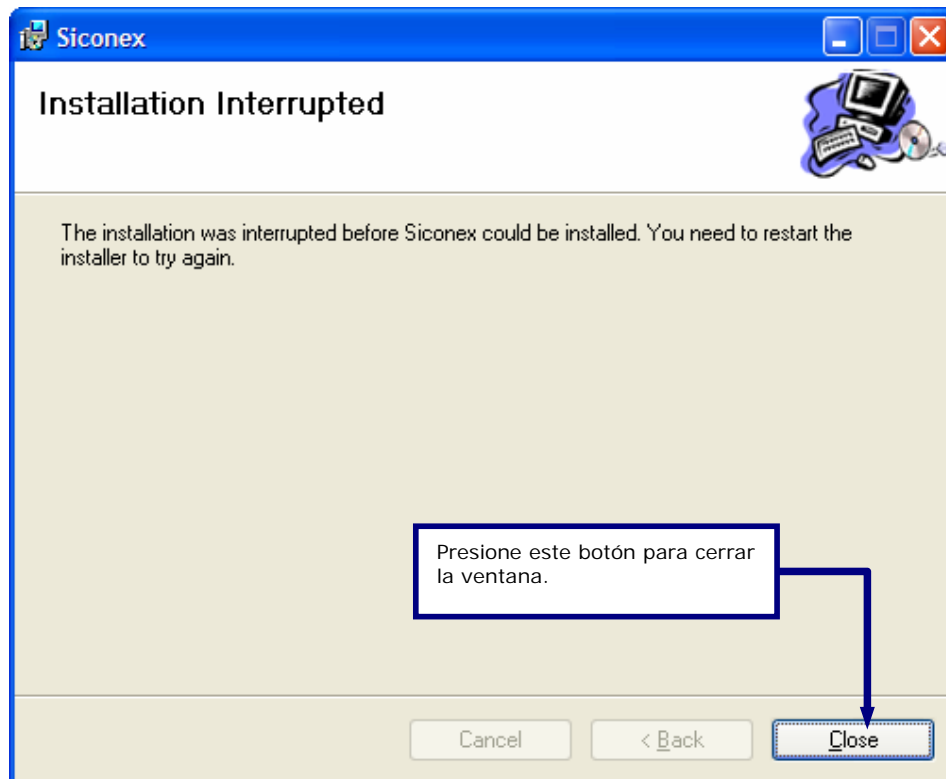 Siconex
Installation Interrupted
The installation was interrupted before Siconex could be installed. You need to restart the
installer to try again.
Presione este botón para cerrar
la ventana.
Cancel
< Back
Close